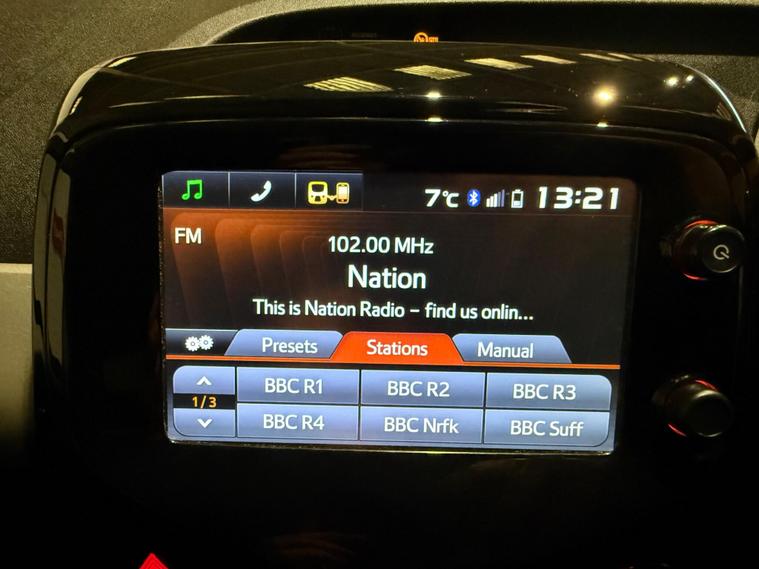 7°C 13:21
FM
102.00 MHz
Nation
This is Nation Radio – find us onlin...
Presets Stations Manual
BBC R1 BBC R2 BBC R3
1/3
BBC R4 BBC Nrfk BBC Suff